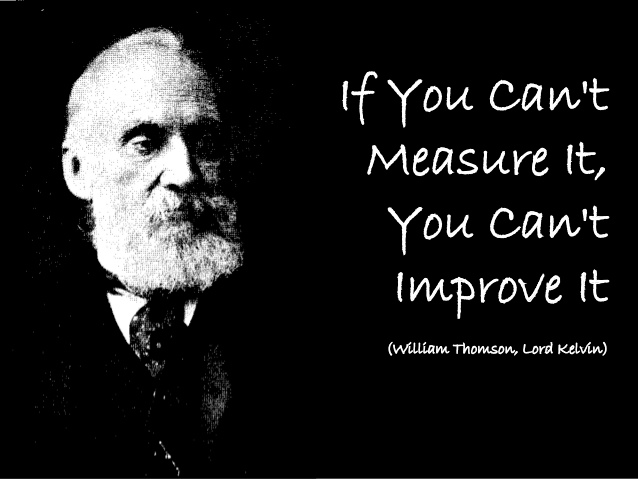 If You Can't
Measure It,
You Can't
Improve It
(William Thomson, Lord Kelvin)